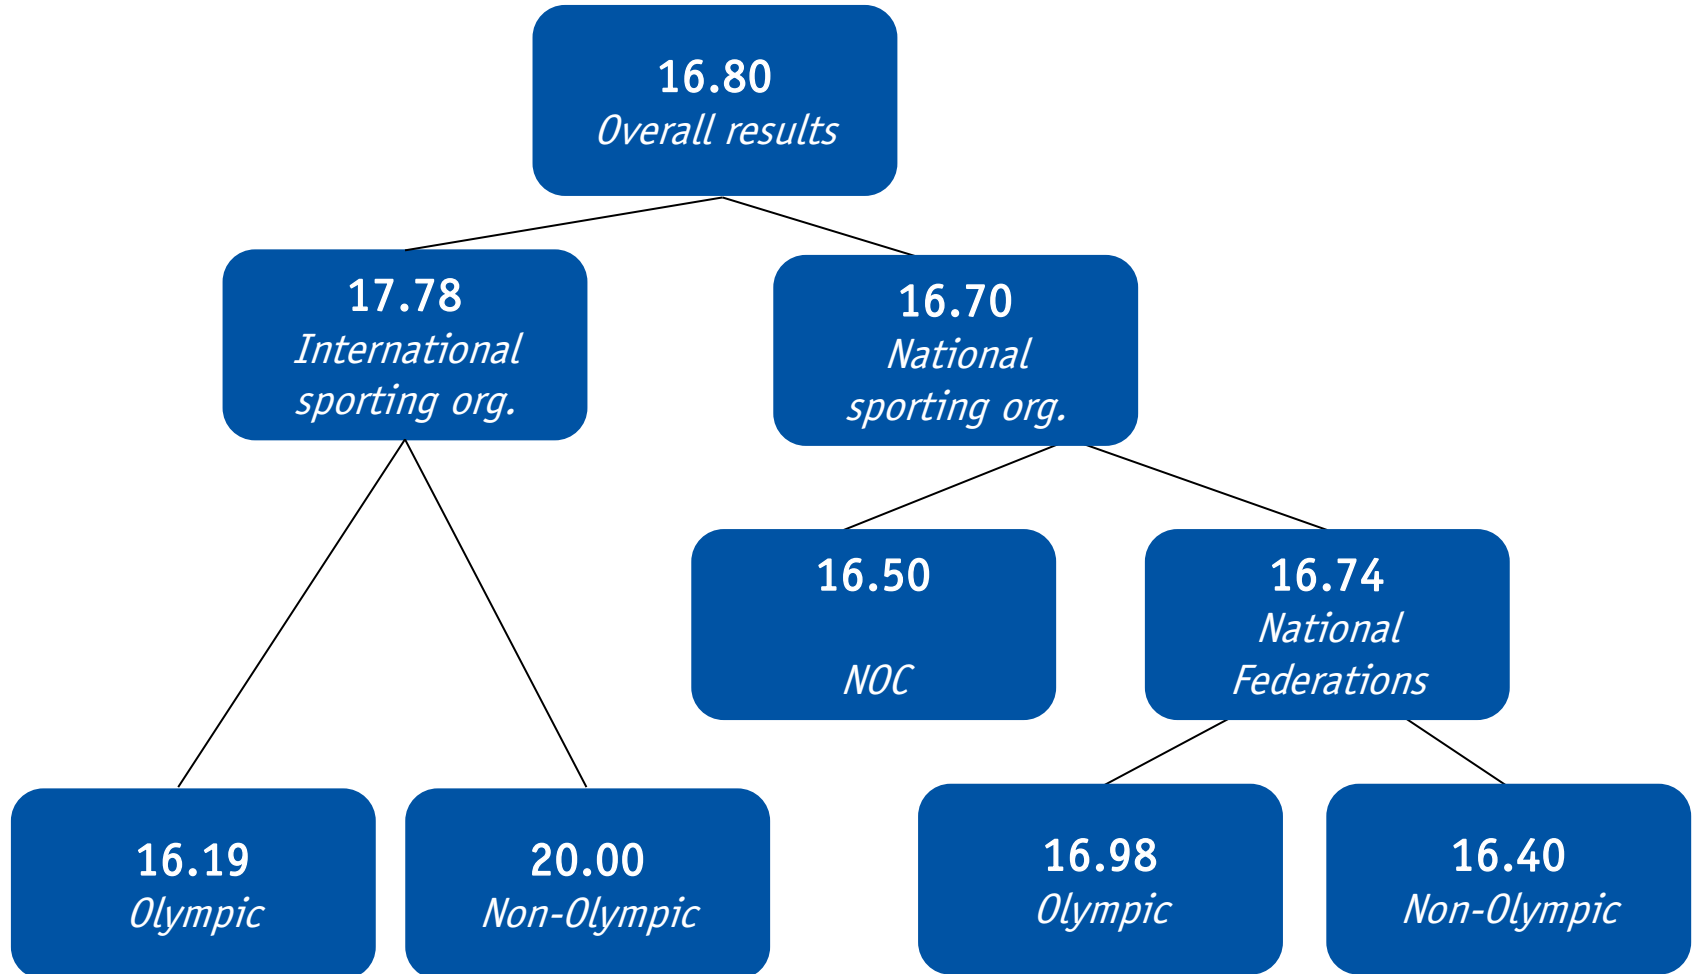 16.80
Overall results
17.78
International
sporting org.
16.70
National
sporting org.
16.50
NOC
16.74
National
Federations
16.19
Olympic
20.00
Non-Olympic
16.98
Olympic
16.40
Non-Olympic